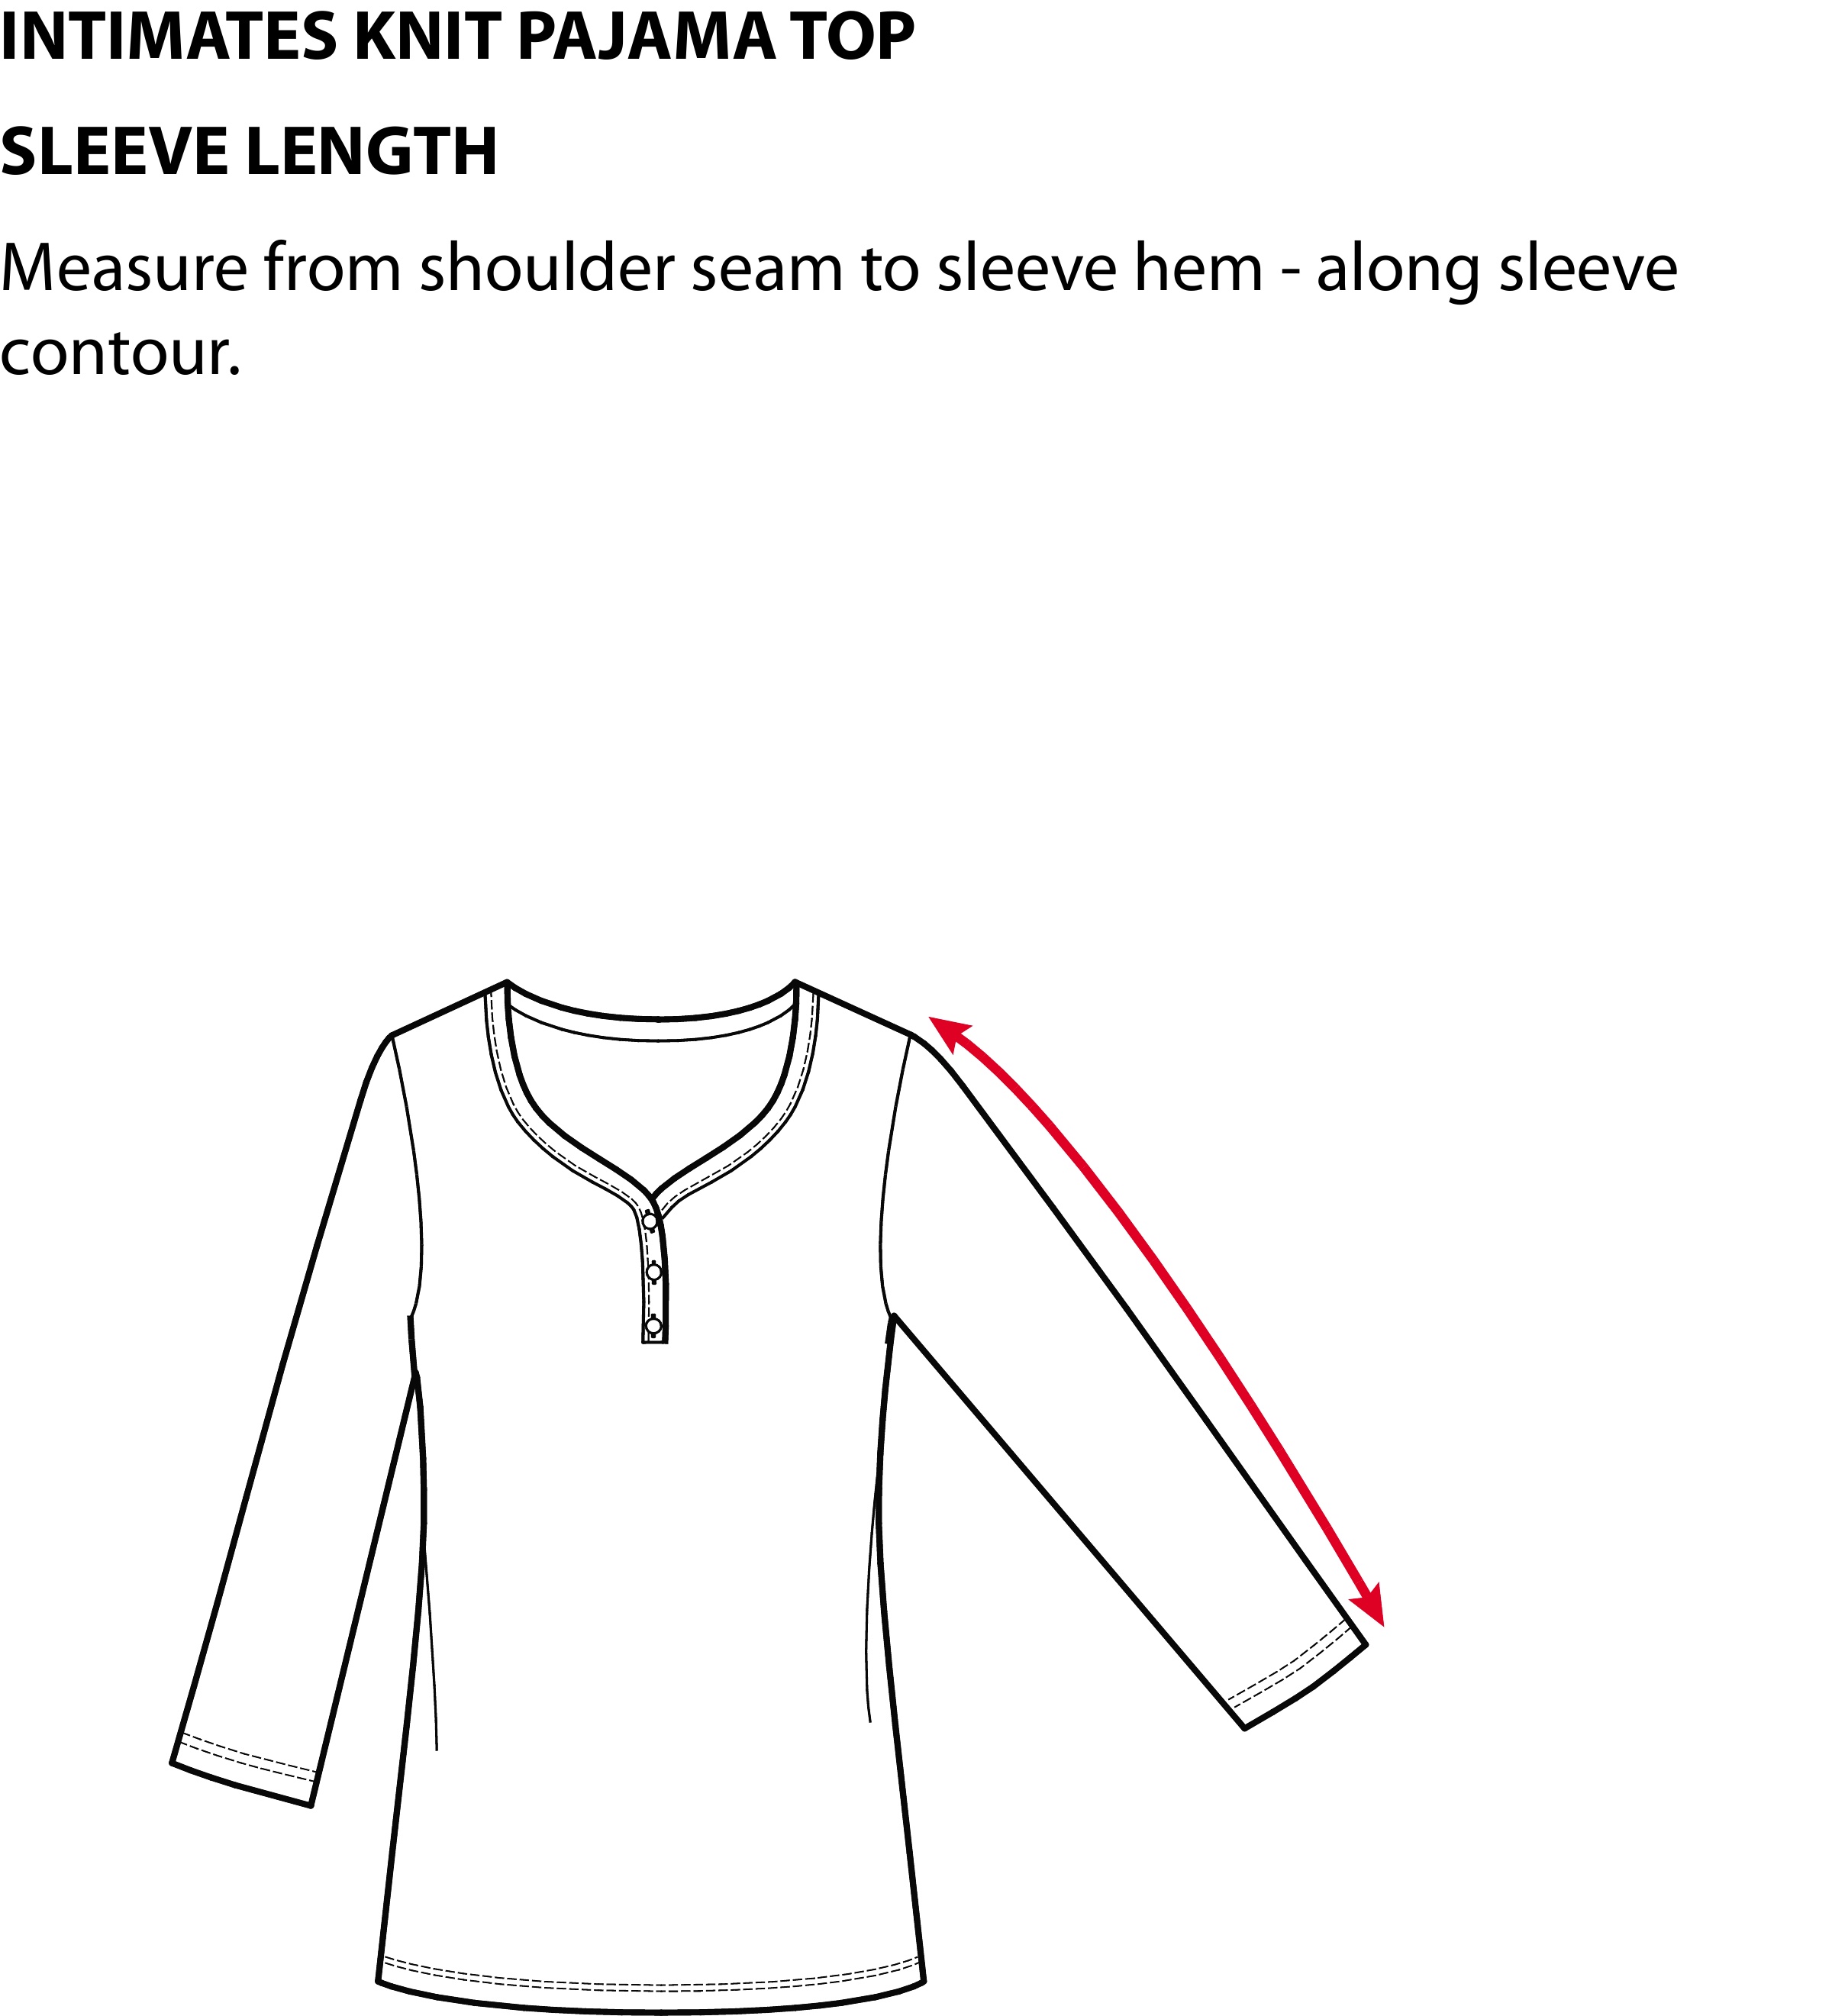 INTIMATES KNIT PAJAMA TOP
SLEEVE LENGTH
Measure from shoulder seam to sleeve hem - along sleeve
contour.